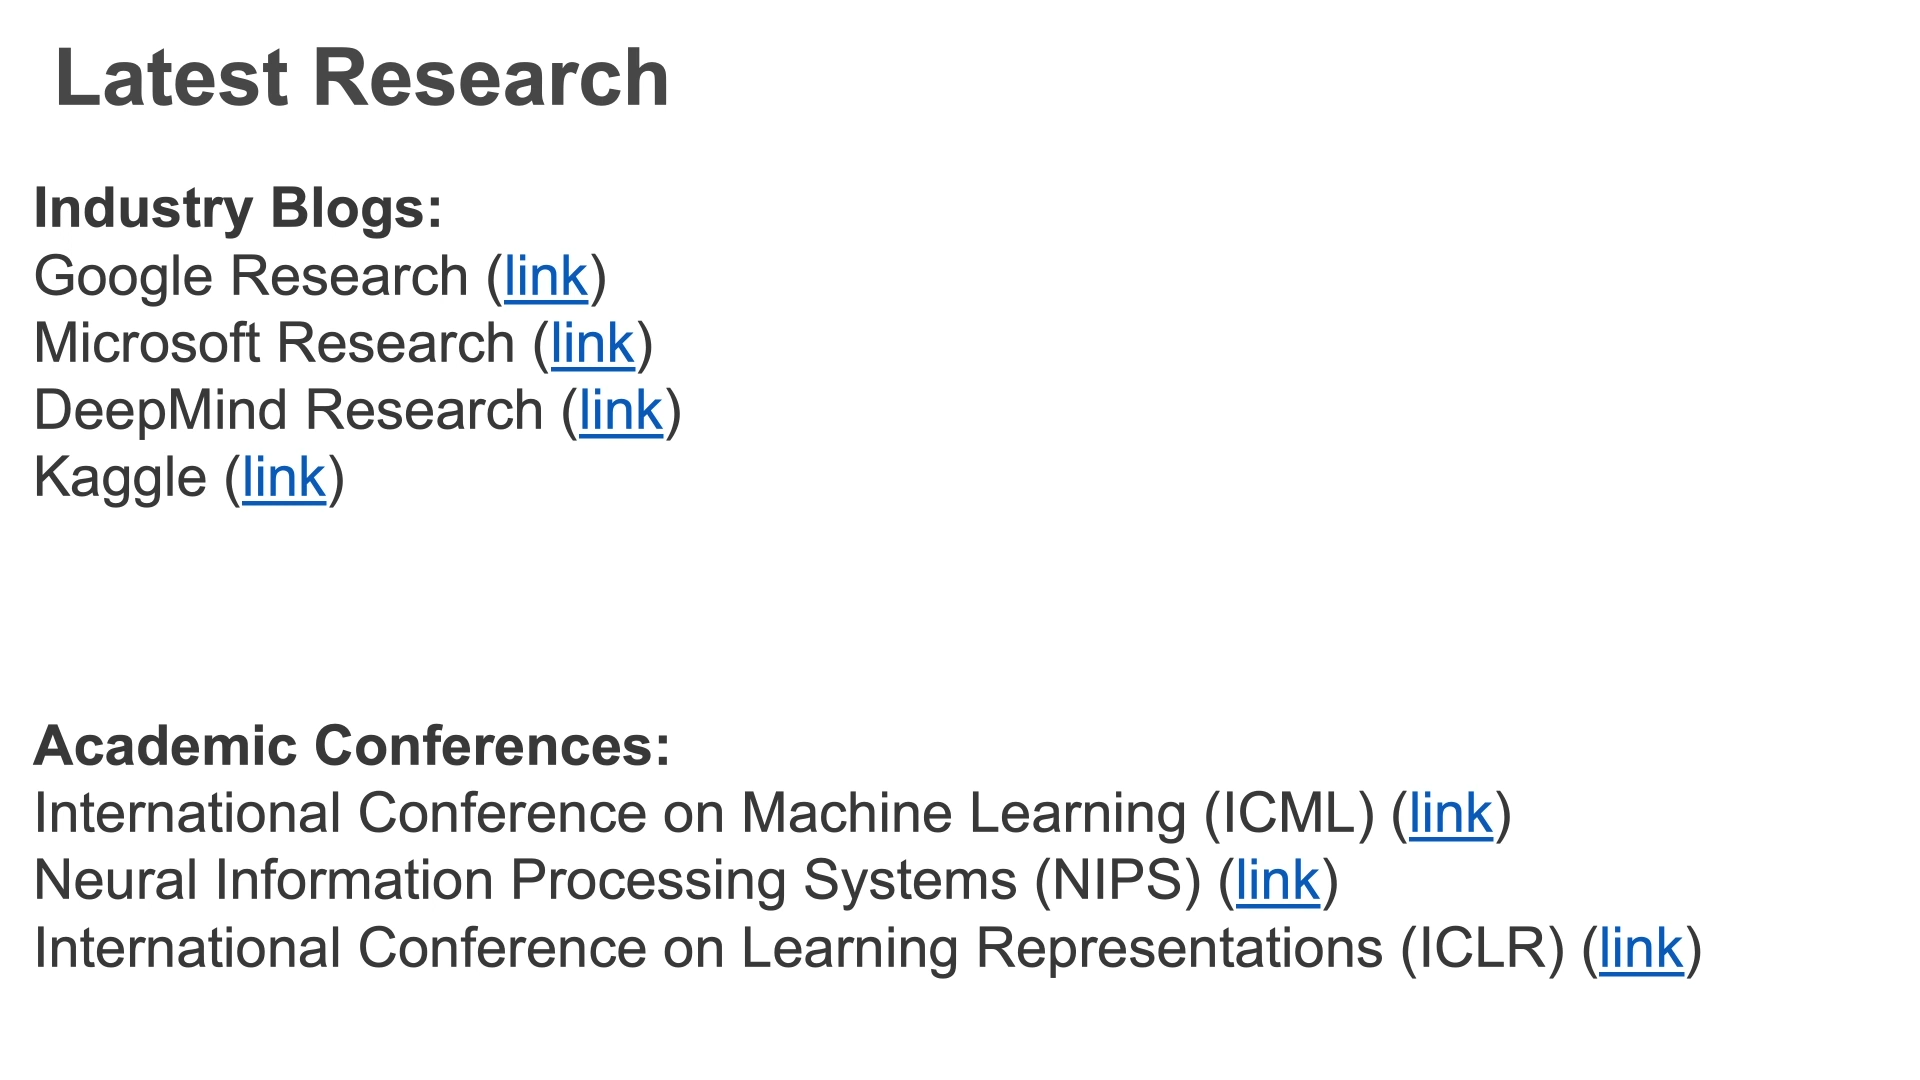 Latest Research
Industry Blogs:
Google Research (link)
Microsoft Research (link)
DeepMind Research (link)
Kaggle (link)
Academic Conferences:
International Conference on Machine Learning (ICML) (link)
Neural Information Processing Systems (NIPS) (link)
International Conference on Learning Representations (ICLR) (link)